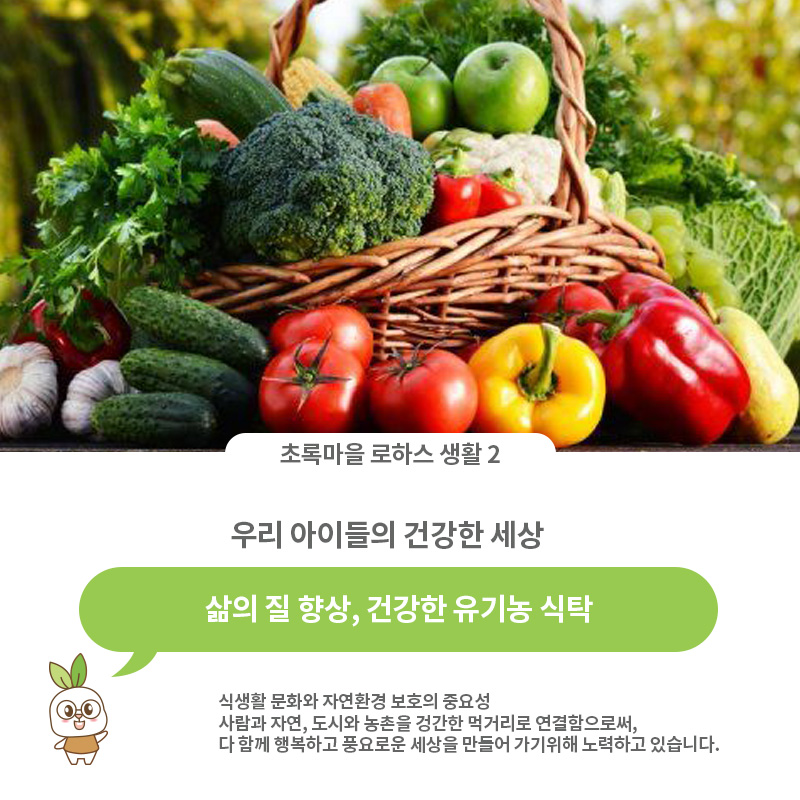 초록마을 로하스 생활 2
우리 아이들의 건강한 세상
삶의 질 향상, 건강한 유기농 식탁
식생활 문화와 자연환경 보호의 중요성
사람과 자연, 도시와 농촌을 겅간한 먹거리로 연결함으로써,
다 함께 행복하고 풍요로운 세상을 만들어 가기위해 노력하고 있습니다.